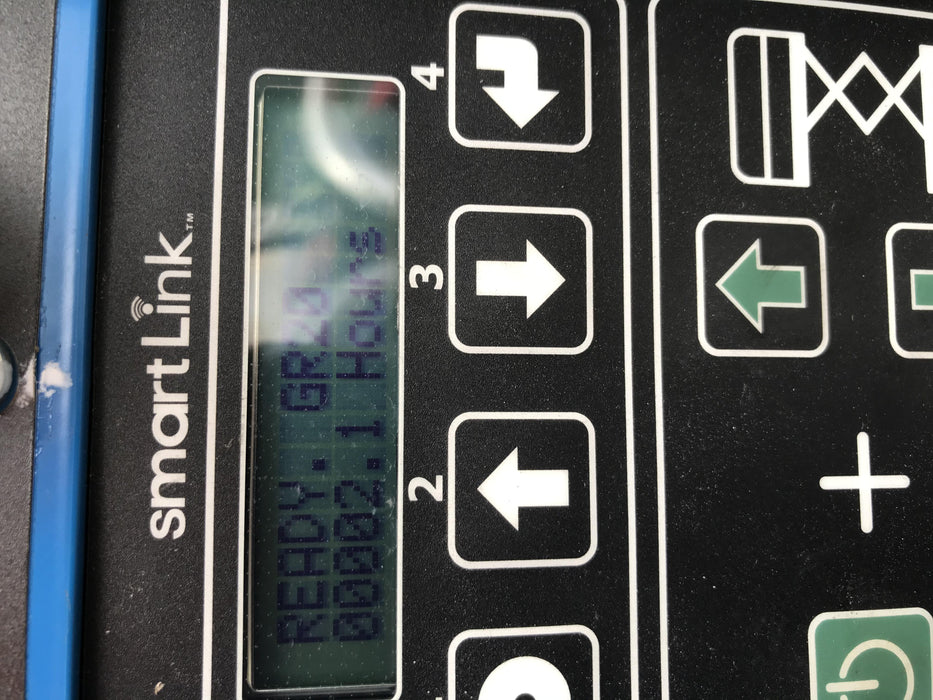 smartLink™
READY. GR20
00002.1 Hours
2
3
4